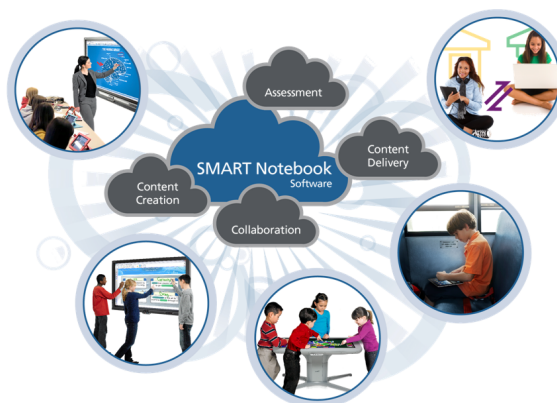 Assessment
SMART Notebook
Software
Content
Delivery
Content
Creation
Collaboration